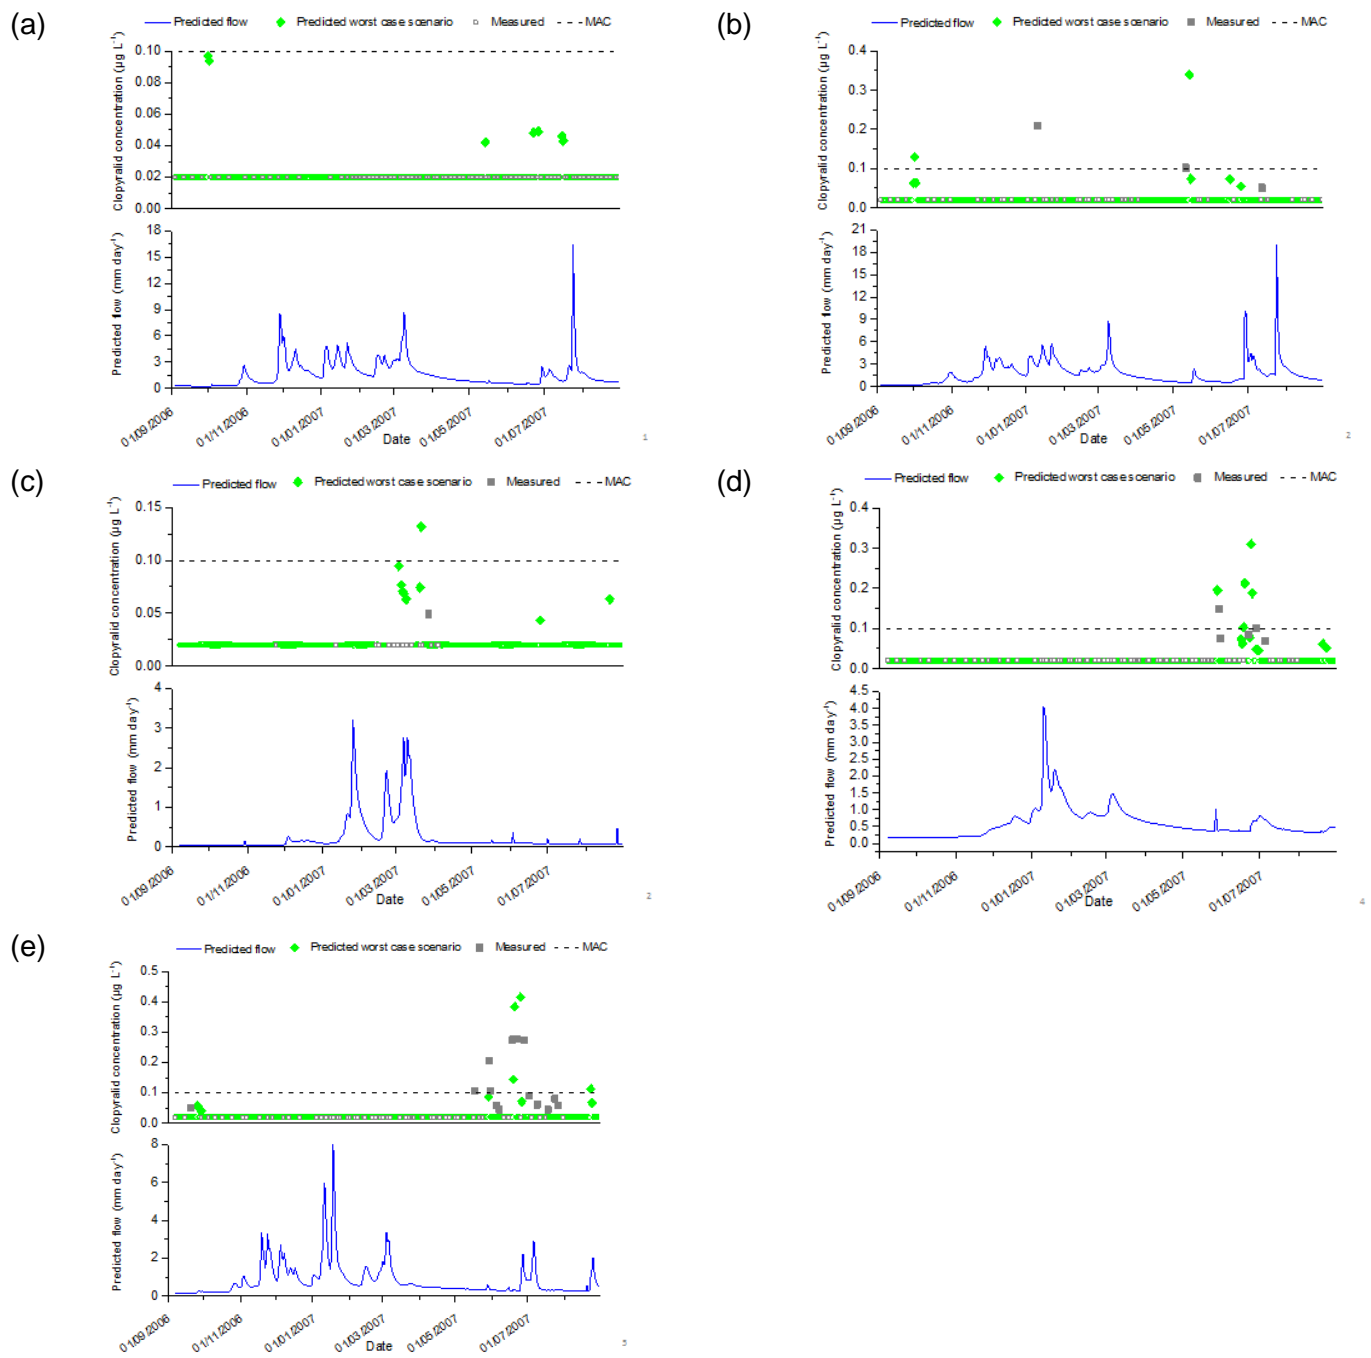 (a)
Predicted flow Predicted worst case scenario Measured MAC
Clopyralid concentration (µg L⁻¹)
0.10
0.08
0.06
0.04
0.02
0.00
Predicted flow (mm day⁻¹)
18
15
12
9
6
3
0
01/09/2006 01/11/2006 01/01/2007 01/03/2007 01/05/2007 01/07/2007
Date
1
(b)
Predicted flow Predicted worst case scenario Measured MAC
Clopyralid concentration (µg L⁻¹)
0.4
0.3
0.2
0.1
0.0
Predicted flow (mm day⁻¹)
21
18
15
12
9
6
3
0
01/09/2006 01/11/2006 01/01/2007 01/03/2007 01/05/2007 01/07/2007
Date
2
(c)
Predicted flow Predicted worst case scenario Measured MAC
Clopyralid concentration (µg L⁻¹)
0.15
0.10
0.05
0.00
Predicted flow (mm day⁻¹)
4
3
2
1
0
01/09/2006 01/11/2006 01/01/2007 01/03/2007 01/05/2007 01/07/2007
Date
2
(d)
Predicted flow Predicted worst case scenario Measured MAC
Clopyralid concentration (µg L⁻¹)
0.4
0.3
0.2
0.1
0.0
Predicted flow (mm day⁻¹)
4.5
4.0
3.5
3.0
2.5
2.0
1.5
1.0
0.5
0.0
01/09/2006 01/11/2006 01/01/2007 01/03/2007 01/05/2007 01/07/2007
Date
4
(e)
Predicted flow Predicted worst case scenario Measured MAC
Clopyralid concentration (µg L⁻¹)
0.5
0.4
0.3
0.2
0.1
0.0
Predicted flow (mm day⁻¹)
8
6
4
2
0
01/09/2006 01/11/2006 01/01/2007 01/03/2007 01/05/2007 01/07/2007
Date
5